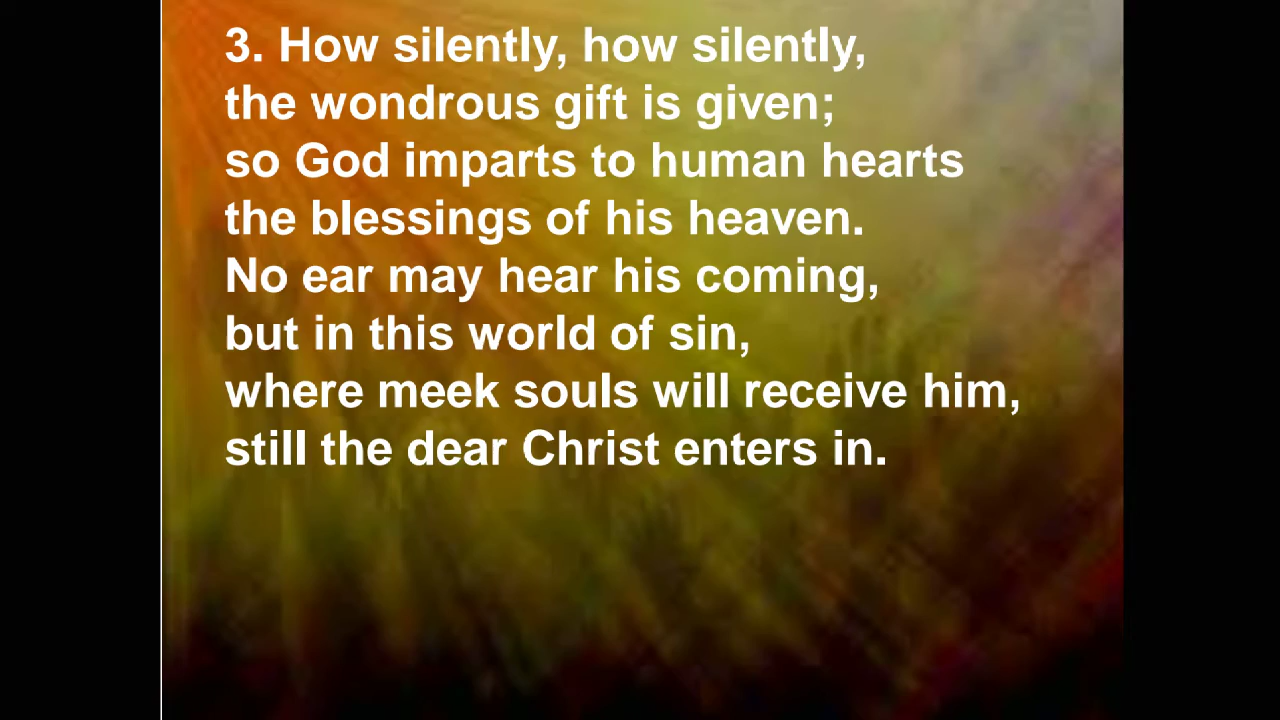 3. How silently, how silently,
the wondrous gift is given;
so God imparts to human hearts
the blessings of his heaven.
No ear may hear his coming,
but in this world of sin,
where meek souls will receive him,
still the dear Christ enters in.